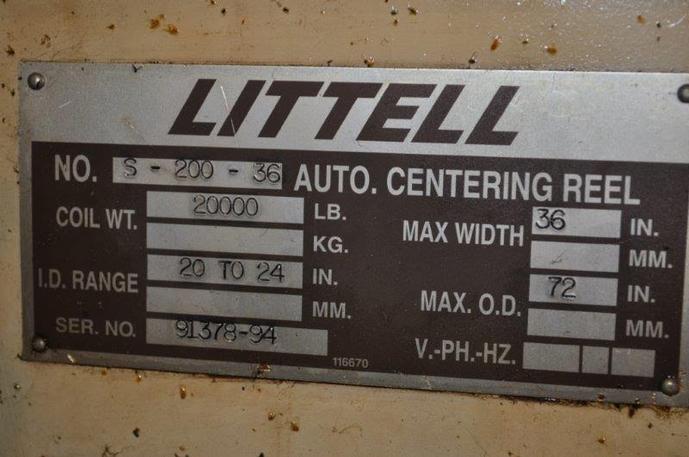 LITTELL
NO. S - 200 - 36 AUTO. CENTERING REEL
COIL WT. 20000 LB.
KG.
I.D. RANGE 20 TO 24 IN.
MM.
SER. NO. 91378-94
116670
MAX WIDTH 36 IN.
MM.
MAX. O.D. 72 IN.
MM.
V.-PH.-HZ.